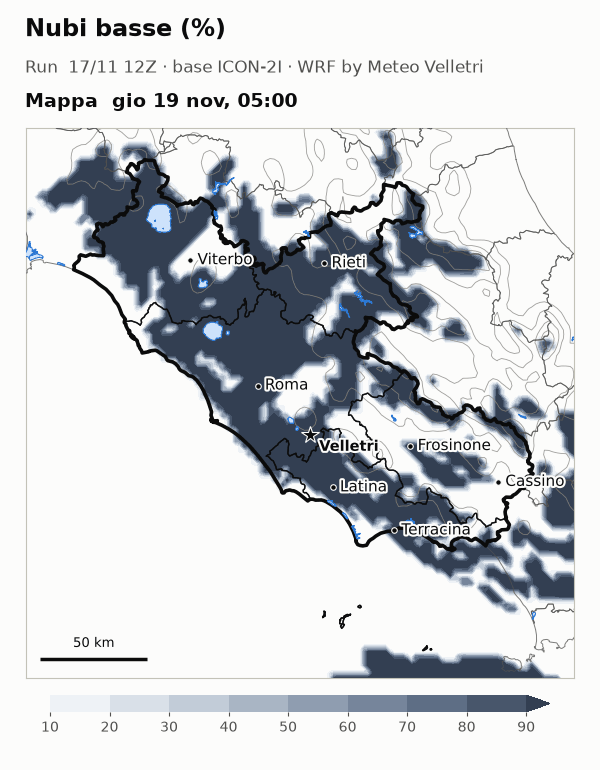 Nubi basse (%)
Run  17/11 12Z · base ICON-2I · WRF by Meteo Velletri
Mappa  gio 19 nov, 05:00
Viterbo
Rieti
Roma
Velletri
Frosinone
Cassino
Latina
Terracina
50 km
10 20 30 40 50 60 70 80 90